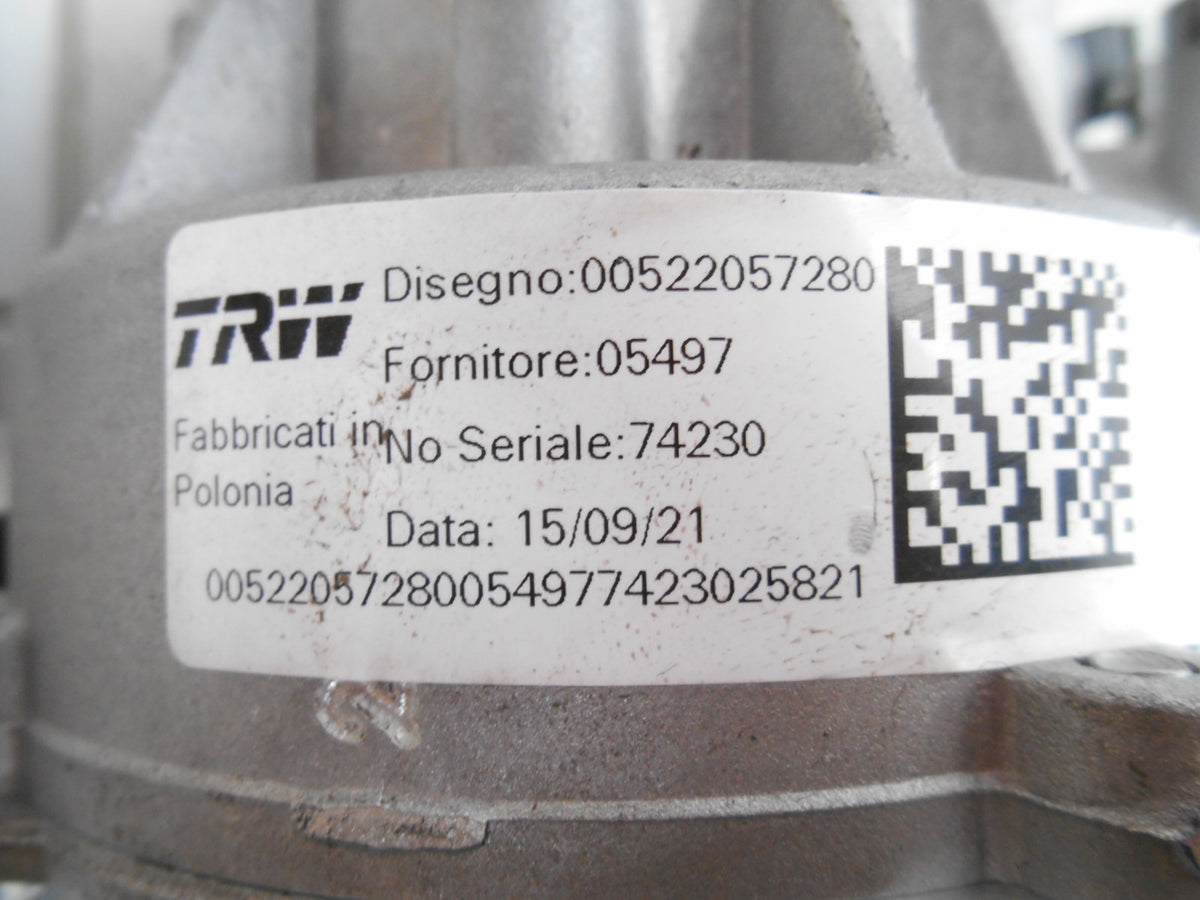 TRW
Disegno:00522057280
Fornitore:05497
Fabbricati in
Polonia
No Seriale:74230
Data: 15/09/21
00522057280054977423025821